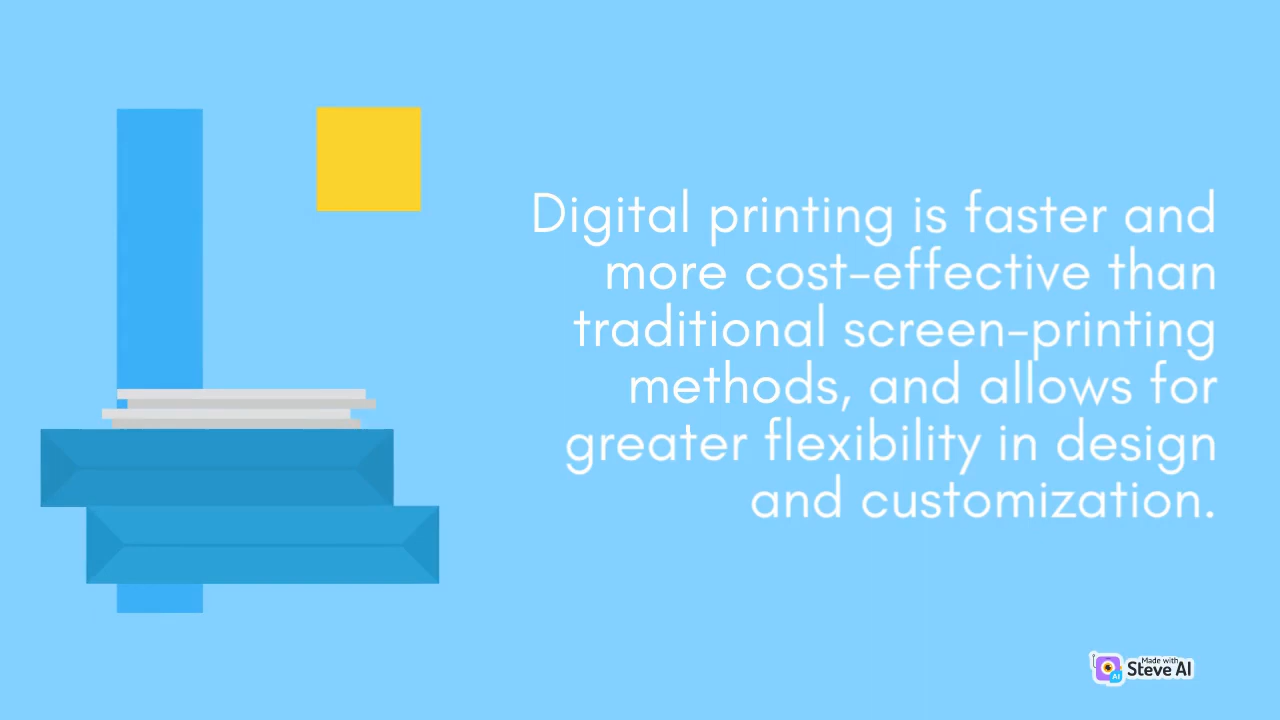 Digital printing is faster and
more cost-effective than
traditional screen-printing
methods, and allows for
greater flexibility in design
and customization.
Made with
Steve AI
AI